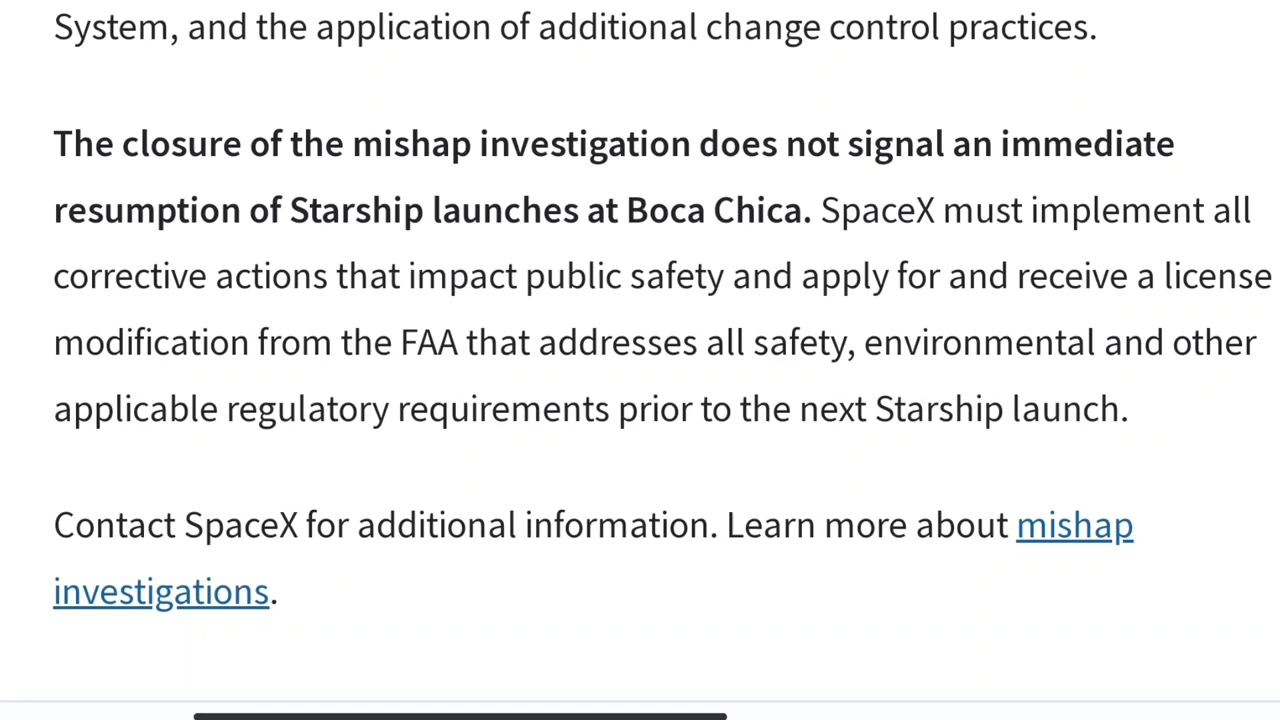 System, and the application of additional change control practices.
The closure of the mishap investigation does not signal an immediate
resumption of Starship launches at Boca Chica. SpaceX must implement all
corrective actions that impact public safety and apply for and receive a license
modification from the FAA that addresses all safety, environmental and other
applicable regulatory requirements prior to the next Starship launch.
Contact SpaceX for additional information. Learn more about mishap
investigations.